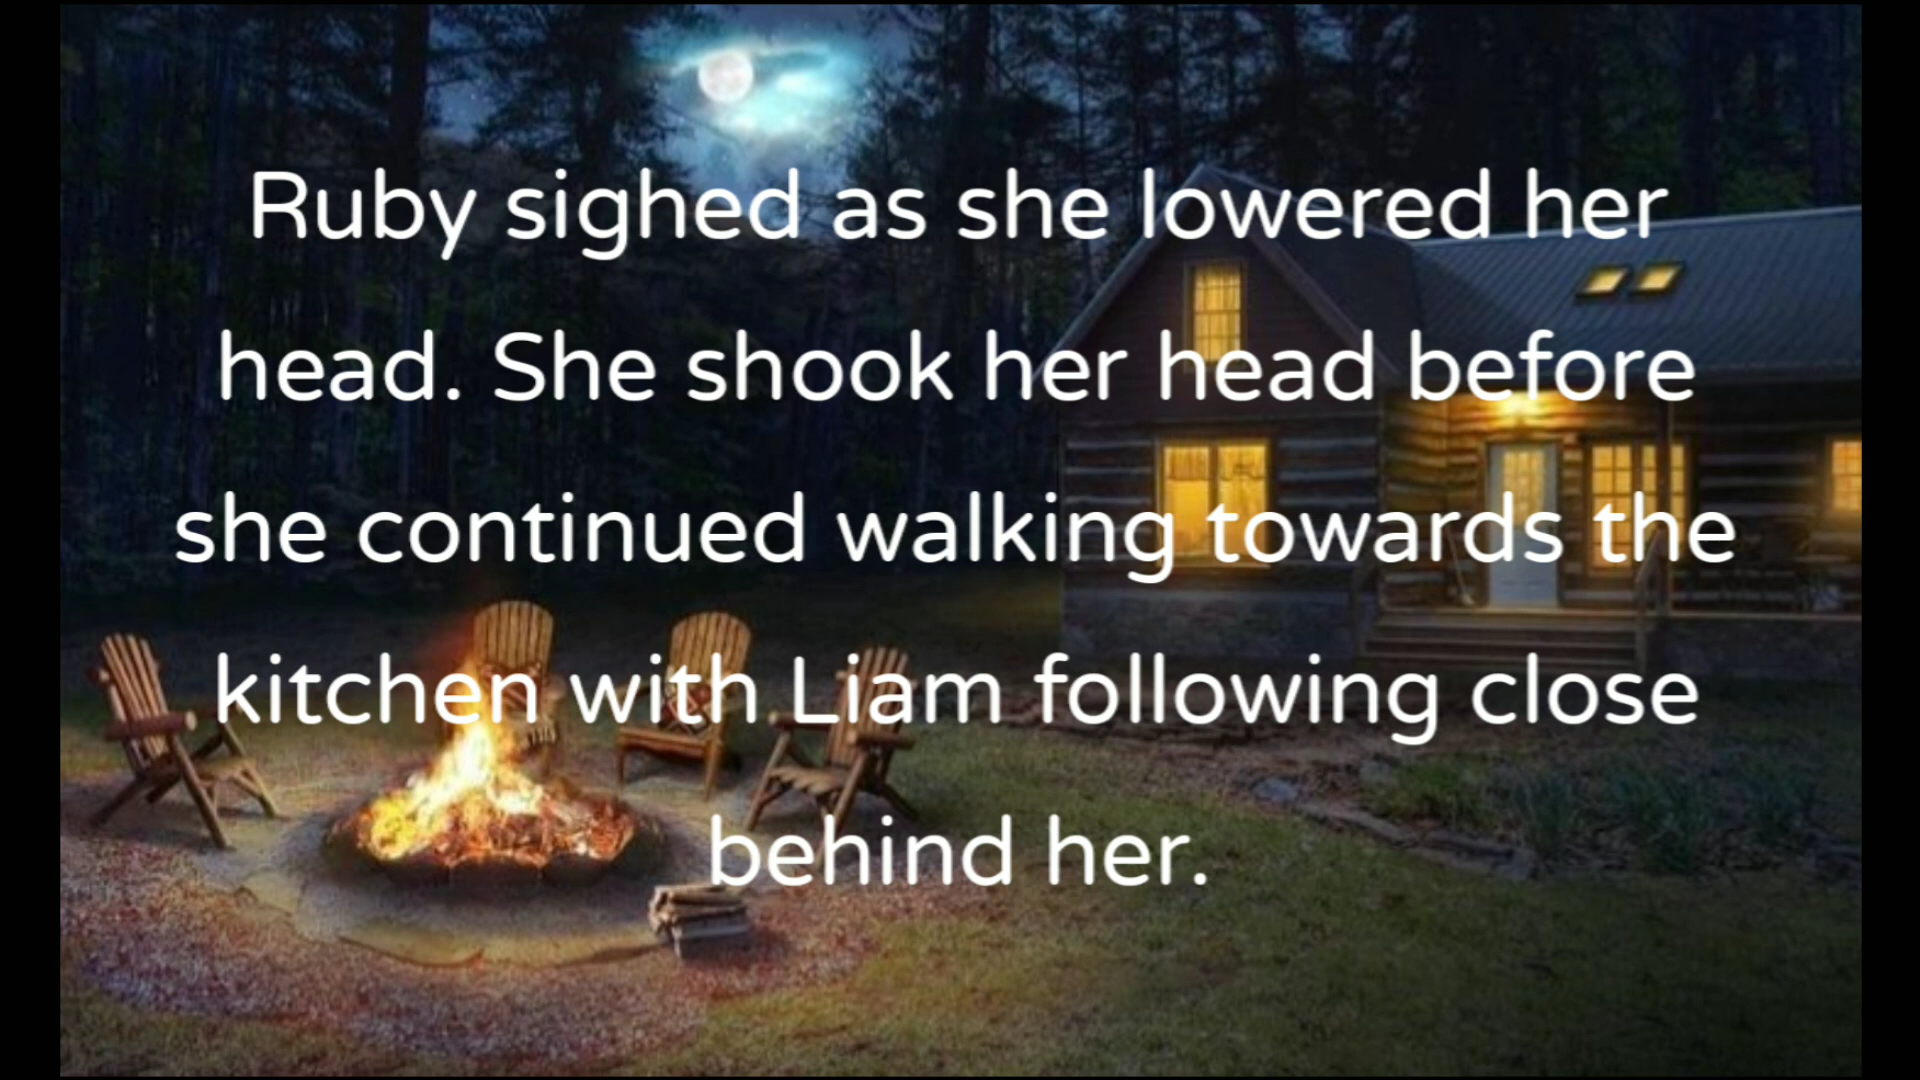 Ruby sighed as she lowered her
head. She shook her head before
she continued walking towards the
kitchen with Liam following close
behind her.